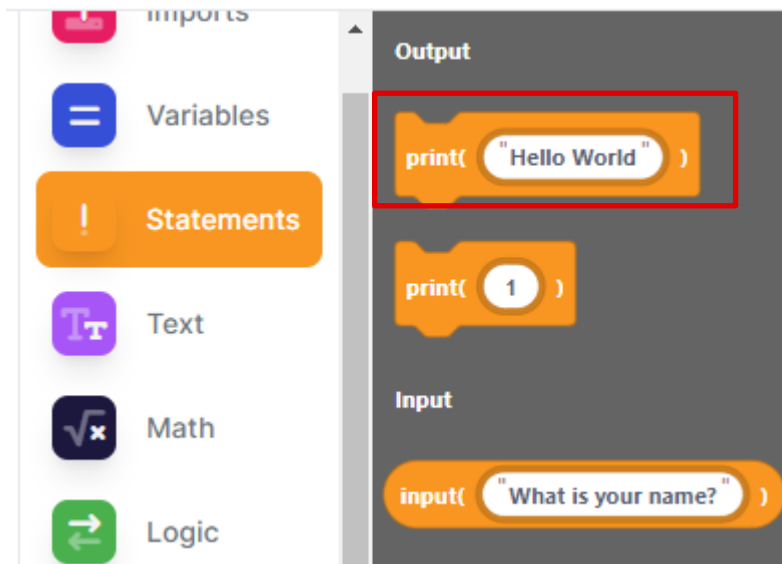 Imports
Variables
Statements
Text
Math
Logic
Output
print( "Hello World" )
print( 1 )
Input
input( "What is your name?" )